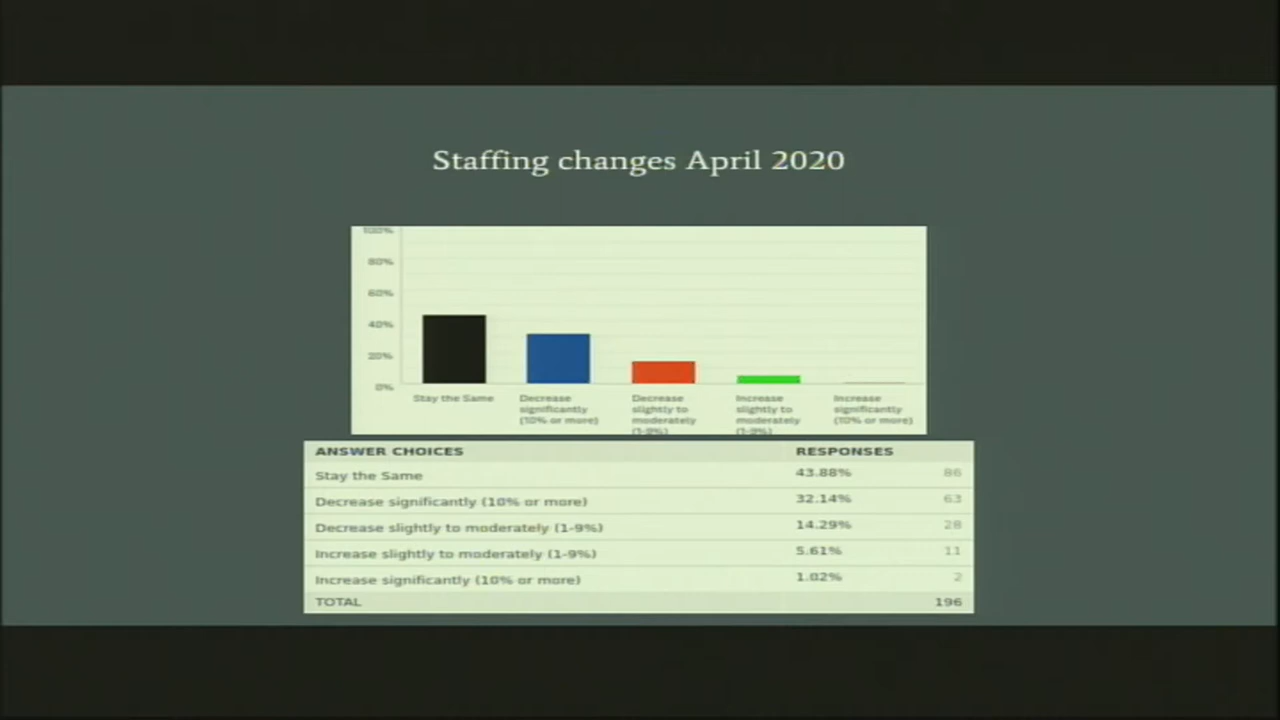 Staffing changes April 2020
100%
80%
60%
40%
20%
0%
Stay the Same
Decrease
significantly
(10% or more)
Decrease
slightly to
moderately
(1-9%)
Increase
slightly to
moderately
(1-9%)
Increase
significantly
(10% or more)
ANSWER CHOICES RESPONSES
Stay the Same 43.88% 86
Decrease significantly (10% or more) 32.14% 63
Decrease slightly to moderately (1-9%) 14.29% 28
Increase slightly to moderately (1-9%) 5.61% 11
Increase significantly (10% or more) 1.02% 2
TOTAL 196